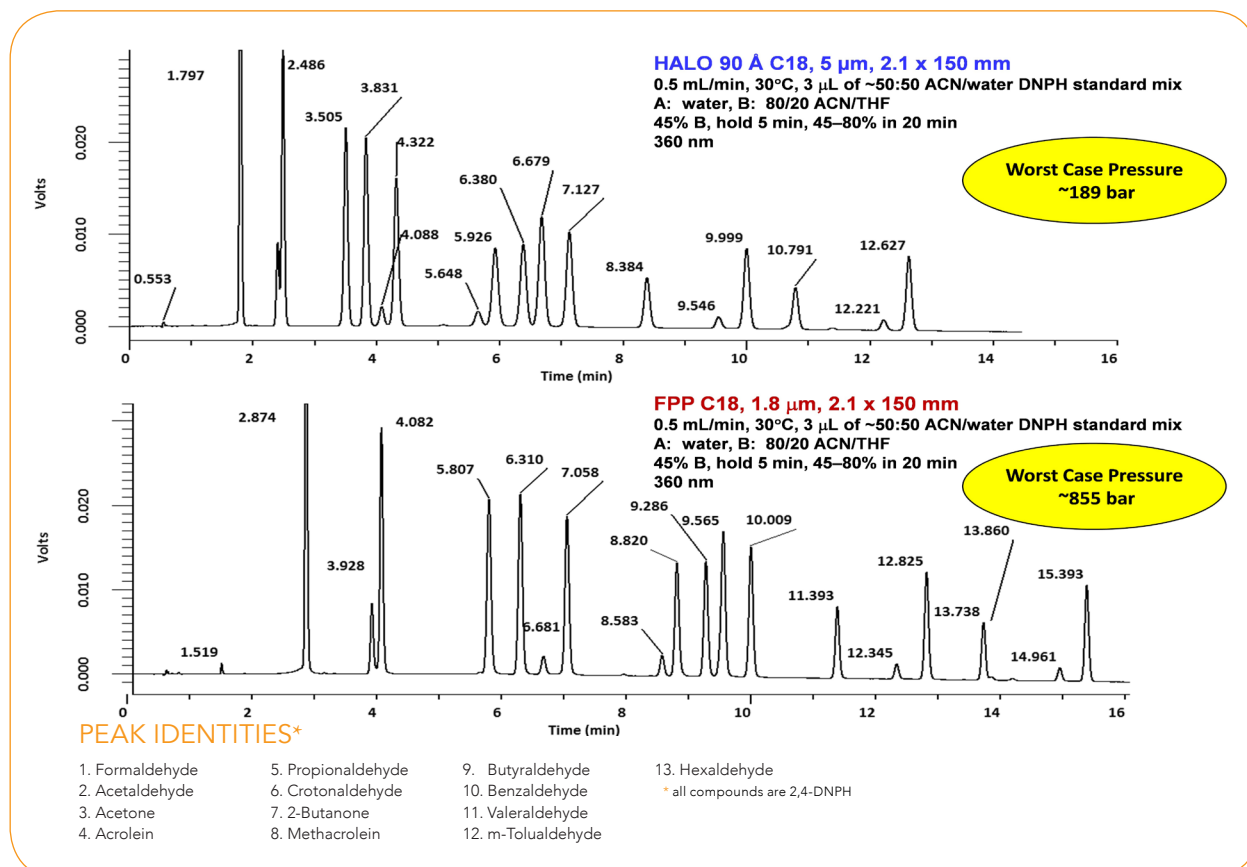 HALO 90 Å C18, 5 µm, 2.1 x 150 mm
0.5 mL/min, 30°C, 3 µL of ~50:50 ACN/water DNPH standard mix
A: water, B: 80/20 ACN/THF
45% B, hold 5 min, 45–80% in 20 min
360 nm
Worst Case Pressure
~189 bar
Volts
0.020
0.010
0.000
0.553
1.797
2.486
3.505
3.831
4.088
4.322
5.648
5.926
6.380
6.679
7.127
8.384
9.546
9.999
10.791
12.221
12.627
0 2 4 6 8 10 12 14 16
Time (min)
FPP C18, 1.8 µm, 2.1 x 150 mm
0.5 mL/min, 30°C, 3 µL of ~50:50 ACN/water DNPH standard mix
A: water, B: 80/20 ACN/THF
45% B, hold 5 min, 45–80% in 20 min
360 nm
Worst Case Pressure
~855 bar
Volts
0.020
0.010
0.000
1.519
2.874
3.928
4.082
5.807
6.310
6.681
7.058
8.583
8.820
9.286
9.565
10.009
11.393
12.345
12.825
13.738
13.860
14.961
15.393
0 2 4 6 8 10 12 14 16
Time (min)
PEAK IDENTITIES*
1. Formaldehyde
2. Acetaldehyde
3. Acetone
4. Acrolein
5. Propionaldehyde
6. Crotonaldehyde
7. 2-Butanone
8. Methacrolein
9. Butyraldehyde
10. Benzaldehyde
11. Valeraldehyde
12. m-Tolualdehyde
13. Hexaldehyde
* all compounds are 2,4-DNPH